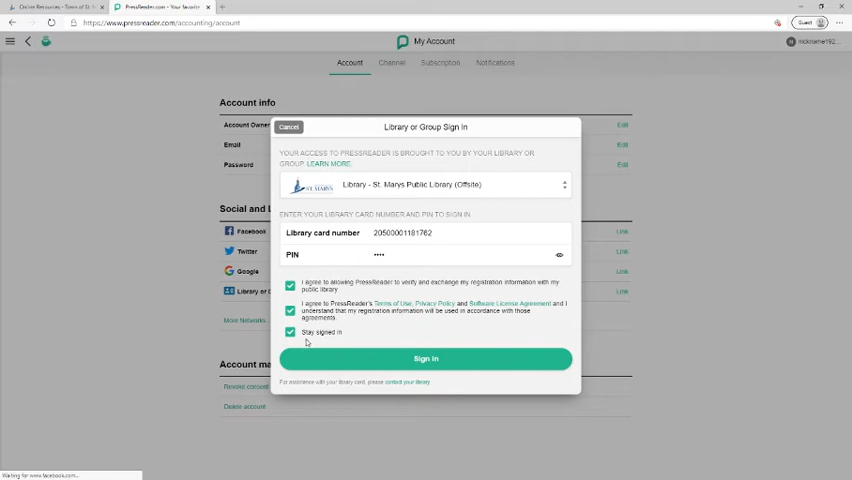 Online Resources - Town of St. M
PressReader.com - Your favorite
https://www.pressreader.com/accounting/account
Guest
My Account
nickname192...
Account
Channel
Subscription
Notifications
Account info
Account Owner
Edit
Email
Edit
Password
Edit
Social and L
Facebook
Link
Twitter
Link
Google
Link
Library or G
Link
More Networks...
Account ma
Revoke consent
Delete account
Cancel
Library or Group Sign In
YOUR ACCESS TO PRESSREADER IS BROUGHT TO YOU BY YOUR LIBRARY OR
GROUP. LEARN MORE.
ST. MARYS
Library - St. Marys Public Library (Offsite)
ENTER YOUR LIBRARY CARD NUMBER AND PIN TO SIGN IN
Library card number 20500001181762
PIN ••••
I agree to allowing PressReader to verify and exchange my registration information with my
public library
I agree to PressReader's Terms of Use, Privacy Policy and Software License Agreement and I
understand that my registration information will be used in accordance with those
agreements.
Stay signed in
Sign in
For assistance with your library card, please contact your library
Waiting for www.facebook.com...